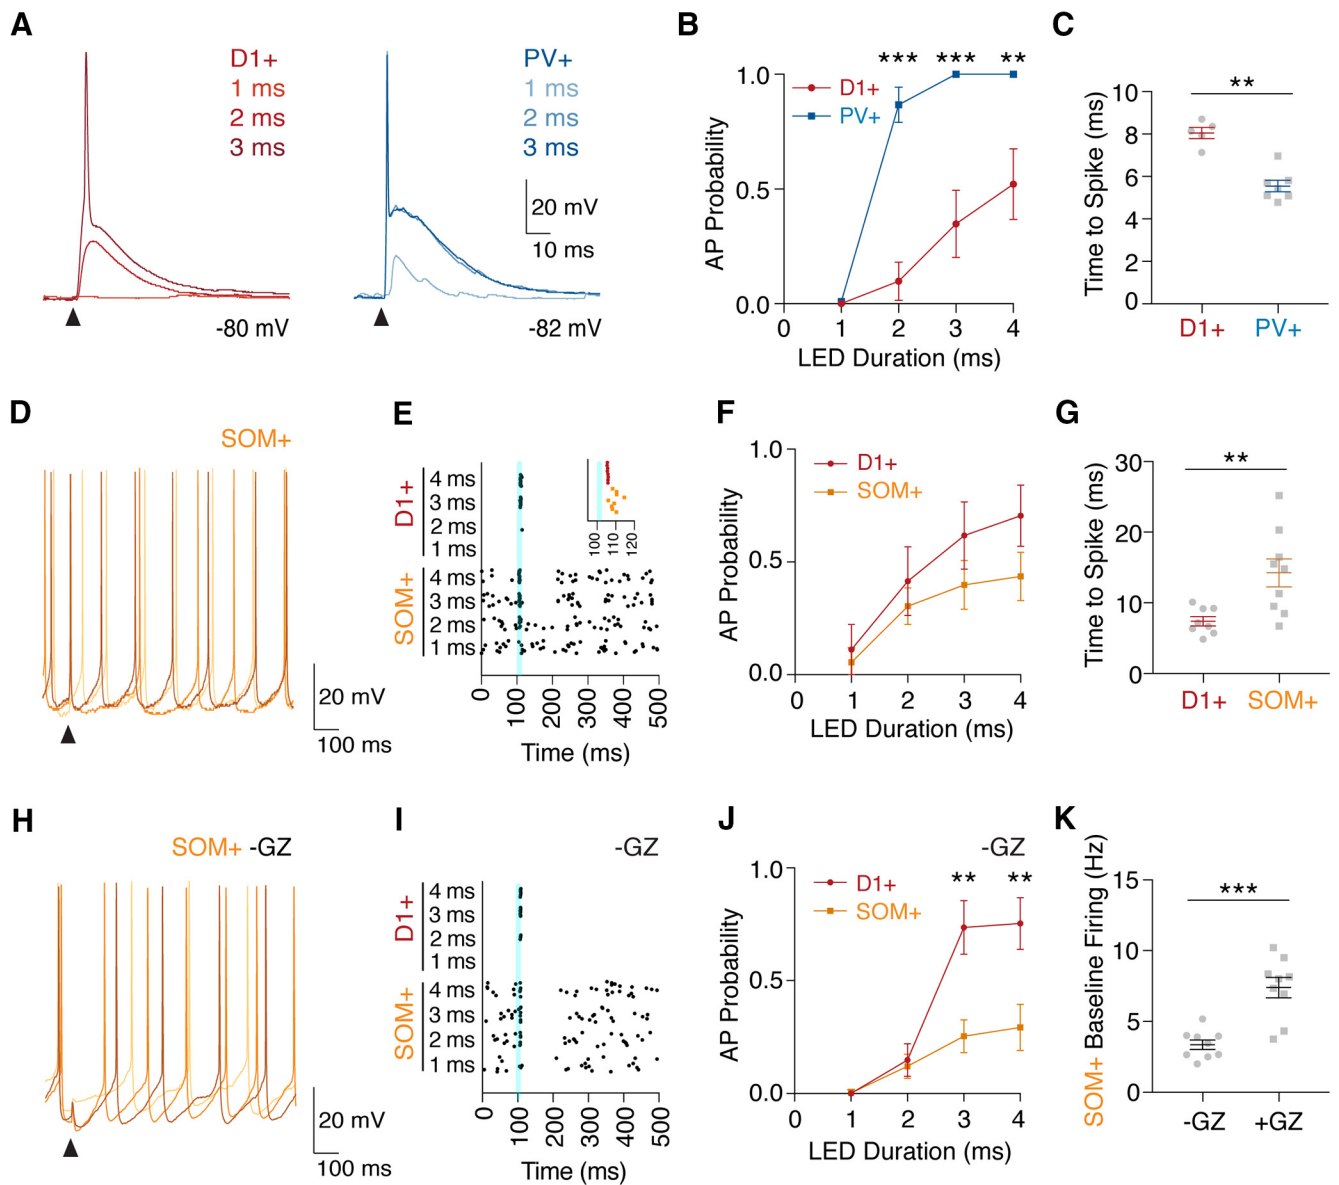 A
D1+
1 ms
2 ms
3 ms
-80 mV
PV+
1 ms
2 ms
3 ms
20 mV
10 ms
-82 mV
B
AP Probability
1.0
0.5
0.0
*** *** **
D1+
PV+
0 1 2 3 4
LED Duration (ms)
C
Time to Spike (ms)
10
8
6
4
2
0
**
D1+ PV+
D
SOM+
20 mV
100 ms
E
D1+
4 ms
3 ms
2 ms
1 ms
SOM+
4 ms
3 ms
2 ms
1 ms
100 110 120
0 100 200 300 400 500
Time (ms)
F
AP Probability
1.0
0.5
0.0
D1+
SOM+
0 1 2 3 4
LED Duration (ms)
G
Time to Spike (ms)
30
20
10
0
**
D1+ SOM+
H
SOM+ -GZ
20 mV
100 ms
I
-GZ
D1+
4 ms
3 ms
2 ms
1 ms
SOM+
4 ms
3 ms
2 ms
1 ms
0 100 200 300 400 500
Time (ms)
J
-GZ
AP Probability
1.0
0.5
0.0
D1+
SOM+
** **
0 1 2 3 4
LED Duration (ms)
K
SOM+ Baseline Firing (Hz)
15
10
5
0
***
-GZ +GZ